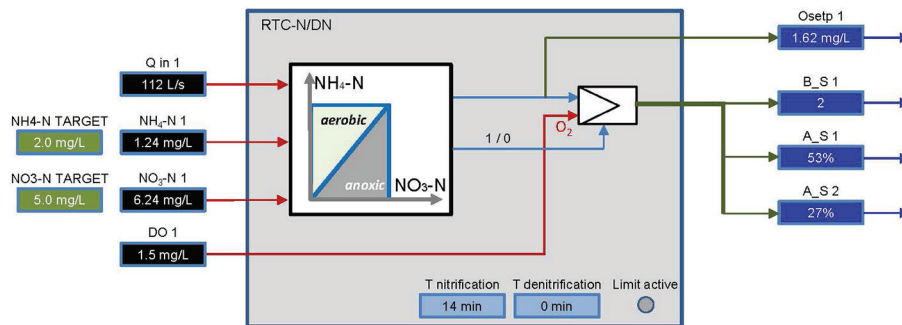 RTC-N/DN
Osetp 1
1.62 mg/L
Q in 1
112 L/s
NH₄-N
aerobic
anoxic
NO₃-N
O₂
1 / 0
B_S 1
2
NH4-N TARGET
2.0 mg/L
NH₄-N 1
1.24 mg/L
A_S 1
53%
NO3-N TARGET
5.0 mg/L
NO₃-N 1
6.24 mg/L
A_S 2
27%
DO 1
1.5 mg/L
T nitrification
14 min
T denitrification
0 min
Limit active